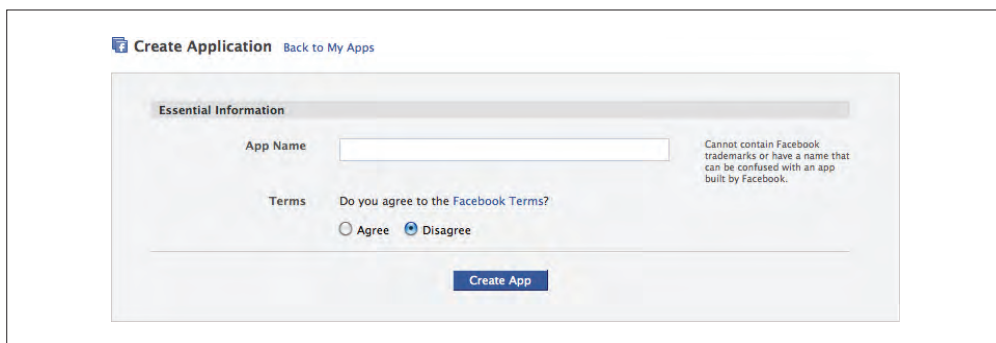 Create Application Back to My Apps
Essential Information
App Name
Cannot contain Facebook
trademarks or have a name that
can be confused with an app
built by Facebook.
Terms Do you agree to the Facebook Terms?
Agree Disagree
Create App